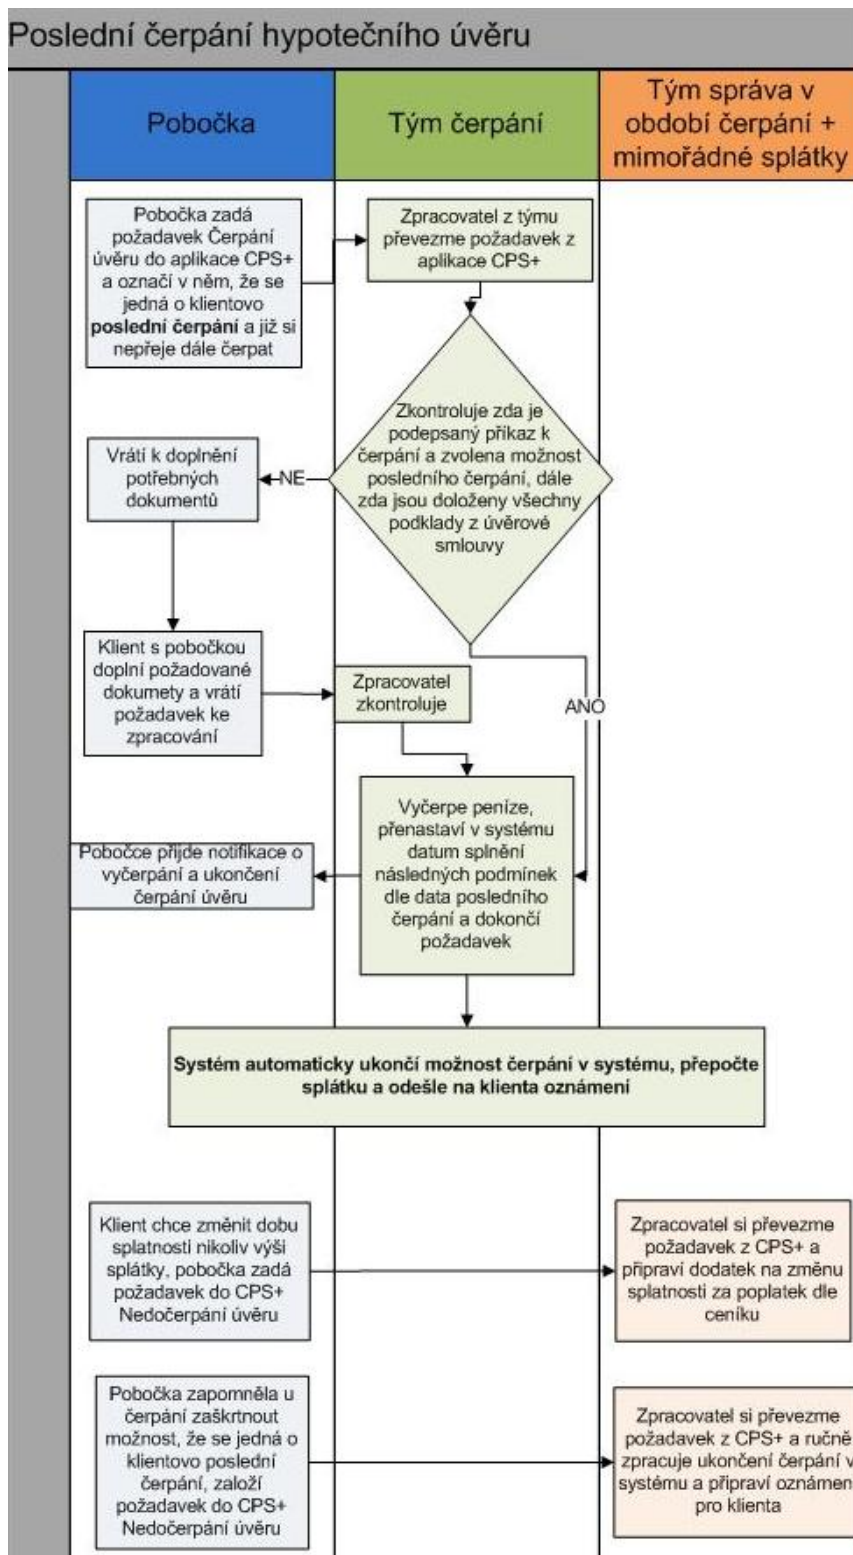 Poslední čerpání hypotečního úvěru
Pobočka
Tým čerpání
Tým správa v
období čerpání +
mimořádné splátky
Pobočka zadá
požadavek Čerpání
úvěru do aplikace CPS+
a označí v něm, že se
jedná o klientovo
poslední čerpání a již si
nepřeje dále čerpat
Zpracovatel z týmu
převezme požadavek z
aplikace CPS+
Zkontroluje zda je
podepsaný příkaz k
čerpání a zvolena možnost
posledního čerpání, dále
zda jsou doloženy všechny
podklady z úvěrové
smlouvy
NE
Vrátí k doplnění
potřebných
dokumentů
Klient s pobočkou
doplní požadované
dokumety a vrátí
požadavek ke
zpracování
Zpracovatel
zkontroluje
ANO
Vyčerpe peníze,
přenastaví v systému
datum splnění
následných podmínek
dle data posledního
čerpání a dokončí
požadavek
Pobočce přijde notifikace o
vyčerpání a ukončení
čerpání úvěru
Systém automaticky ukončí možnost čerpání v systému, přepočte
splátku a odešle na klienta oznámení
Klient chce změnit dobu
splatnosti nikoliv výši
splátky, pobočka zadá
požadavek do CPS+
Nedočerpání úvěru
Zpracovatel si převezme
požadavek z CPS+ a
připraví dodatek na změnu
splatnosti za poplatek dle
ceníku
Pobočka zapomněla u
čerpání zaškrtnout
možnost, že se jedná o
klientovo poslední
čerpání, založí
požadavek do CPS+
Nedočerpání úvěru
Zpracovatel si převezme
požadavek z CPS+ a ručně
zpracuje ukončení čerpání v
systému a připraví oznámen
pro klienta